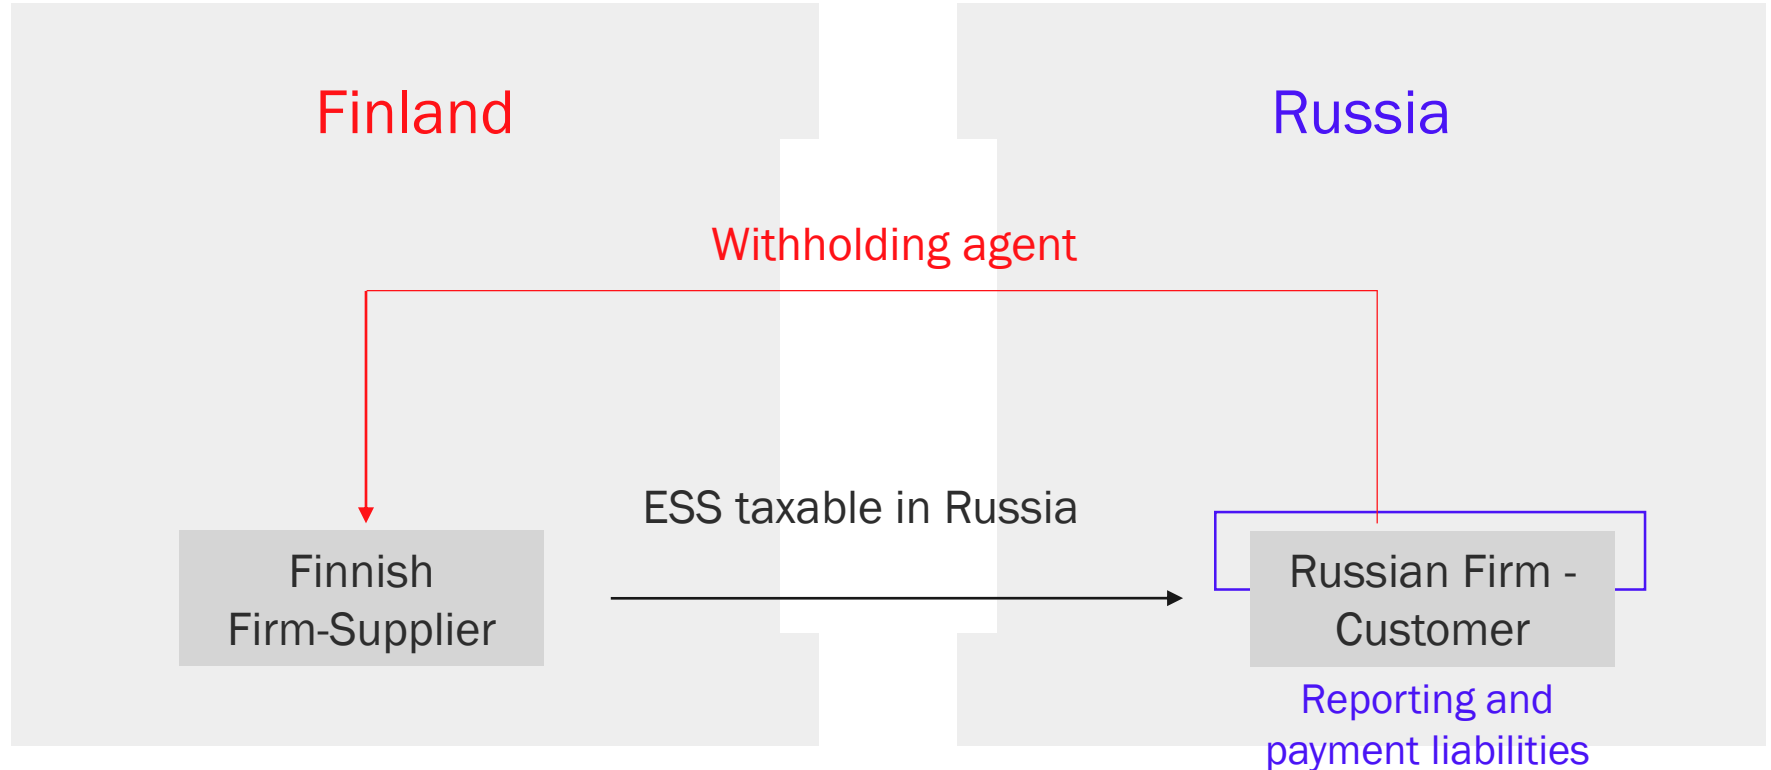 Finland
Russia
Withholding agent
ESS taxable in Russia
Finnish
Firm-Supplier
Russian Firm -
Customer
Reporting and
payment liabilities